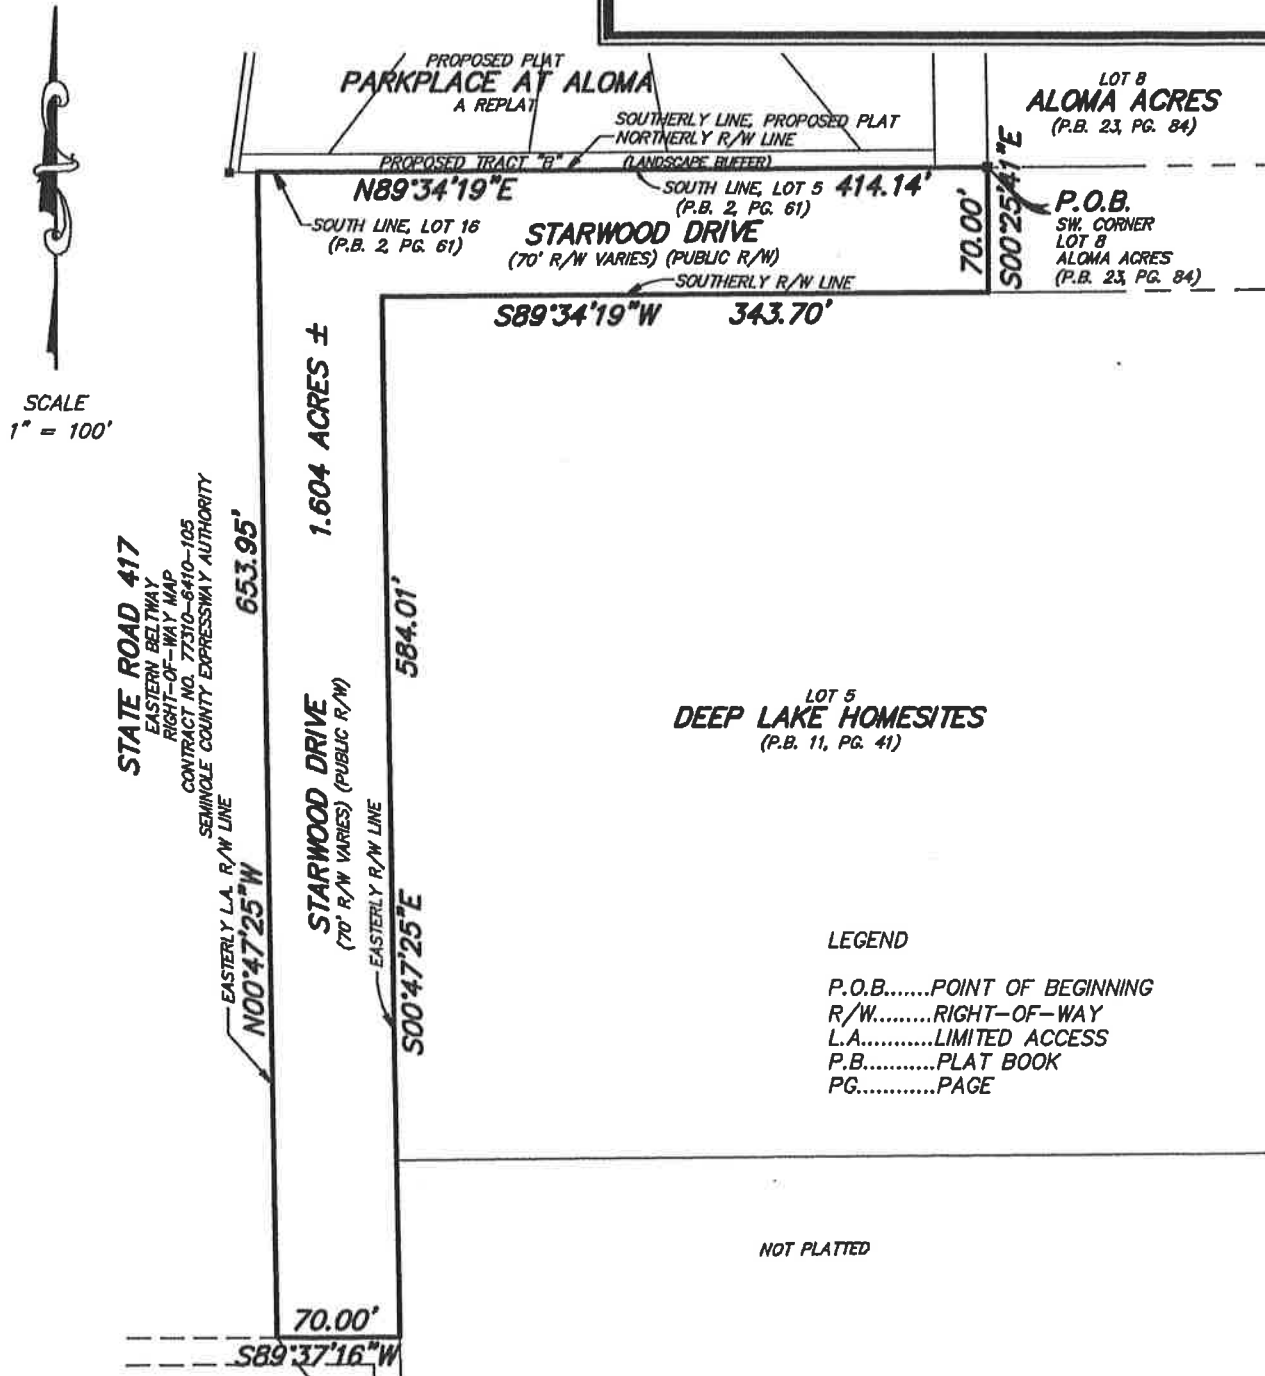 PROPOSED PLAT
PARKPLACE AT ALOMA
A REPLAT
SOUTHERLY LINE, PROPOSED PLAT
NORTHERLY R/W LINE
LOT 8
ALOMA ACRES
(P.B. 23, PG. 84)
PROPOSED TRACT "B" (LANDSCAPE BUFFER)
N89°34'19"E
SOUTH LINE, LOT 5
(P.B. 2, PG. 61)
414.14'
SOUTH LINE, LOT 16
(P.B. 2, PG. 61)
STARWOOD DRIVE
(70' R/W VARIES) (PUBLIC R/W)
SOUTHERLY R/W LINE
S89°34'19"W 343.70'
70.00'
S00°25'41"E
P.O.B.
SW. CORNER
LOT 8
ALOMA ACRES
(P.B. 23, PG. 84)
SCALE
1" = 100'
1.604 ACRES ±
STATE ROAD 417
EASTERN BELTWAY
RIGHT-OF-WAY MAP
CONTRACT NO. 77310-6410-105
SEMINOLE COUNTY EXPRESSWAY AUTHORITY
653.95'
EASTERLY L.A. R/W LINE
N00°47'25"W
STARWOOD DRIVE
(70' R/W VARIES) (PUBLIC R/W)
EASTERLY R/W LINE
584.01'
S00°47'25"E
LOT 5
DEEP LAKE HOMESITES
(P.B. 11, PG. 41)
LEGEND
P.O.B.......POINT OF BEGINNING
R/W.........RIGHT-OF-WAY
L.A...........LIMITED ACCESS
P.B...........PLAT BOOK
PG............PAGE
NOT PLATTED
70.00'
S89°37'16"W